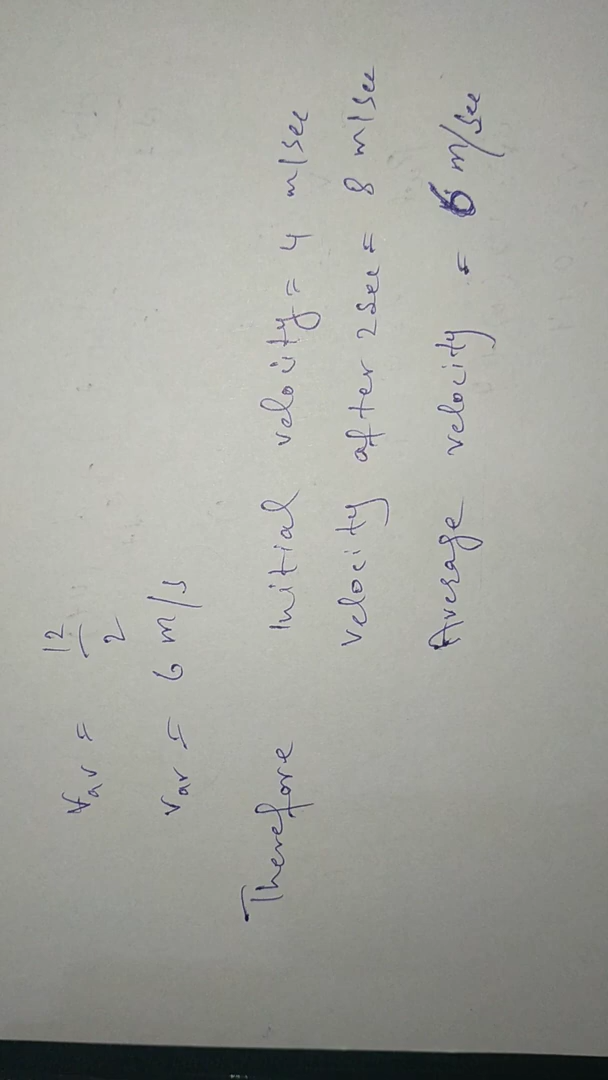 Vav = 12/2
Vav = 6 m/s
Therefore Initial velocity = 4 m/sec
velocity after 2 sec = 8 m/sec
Average velocity = 6 m/sec